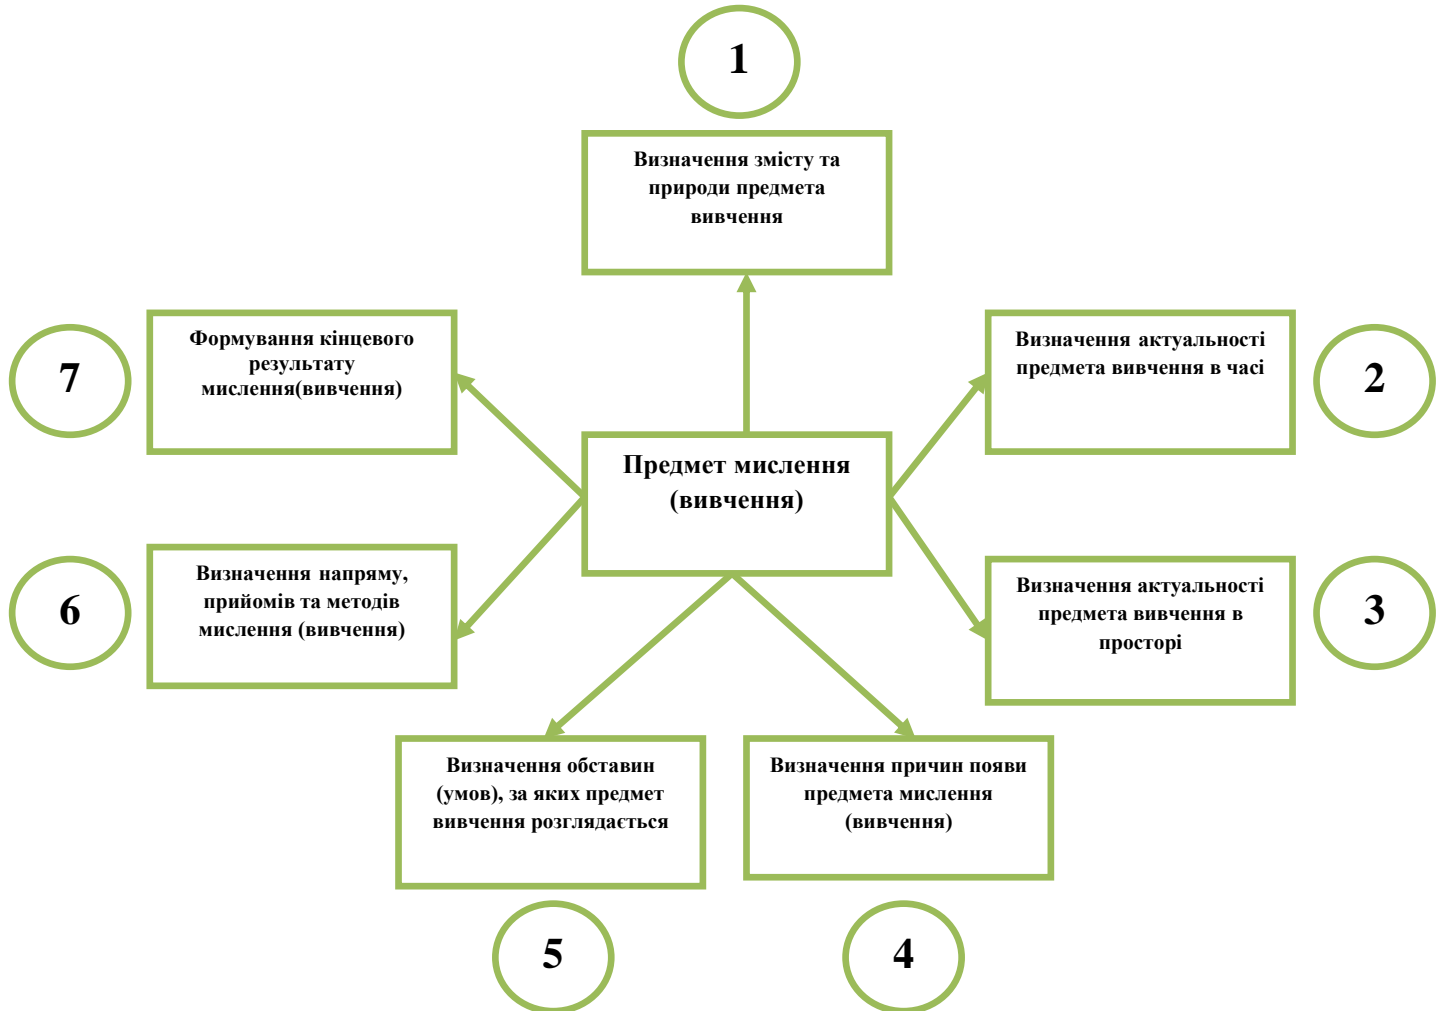 1
Визначення змісту та
природи предмета
вивчення
7
Формування кінцевого
результату
мислення(вивчення)
Визначення актуальності
предмета вивчення в часі
2
Предмет мислення
(вивчення)
6
Визначення напряму,
прийомів та методів
мислення (вивчення)
Визначення актуальності
предмета вивчення в
просторі
3
Визначення обставин
(умов), за яких предмет
вивчення розглядається
Визначення причин появи
предмета мислення
(вивчення)
5
4